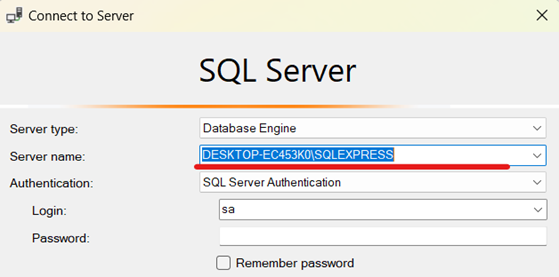 Connect to Server
SQL Server
Server type: Database Engine
Server name: DESKTOP-EC453K0\SQLEXPRESS
Authentication: SQL Server Authentication
Login: sa
Password:
Remember password